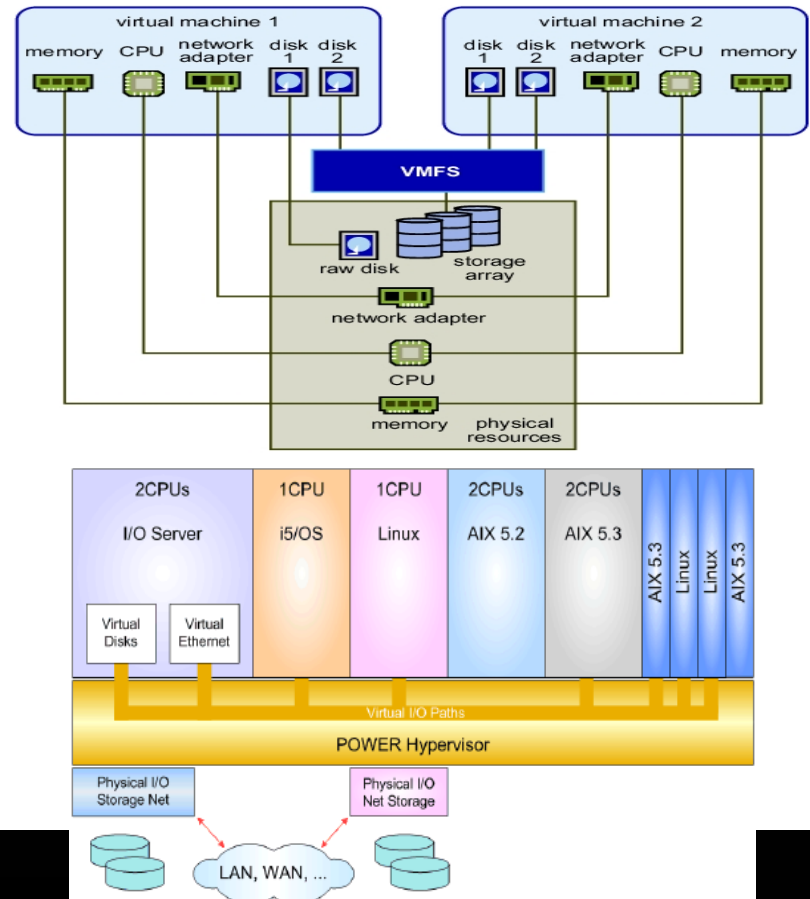 virtual machine 1
memory CPU network adapter disk 1 disk 2
virtual machine 2
disk 1 disk 2 network adapter CPU memory
VMFS
raw disk
storage
array
network adapter
CPU
memory
physical
resources
2CPUs
I/O Server
Virtual
Disks
Virtual
Ethernet
1CPU
i5/OS
1CPU
Linux
2CPUs
AIX 5.2
2CPUs
AIX 5.3
AIX 5.3
Linux
Linux
AIX 5.3
Virtual I/O Paths
POWER Hypervisor
Physical I/O
Storage Net
Physical I/O
Net Storage
LAN, WAN, ...